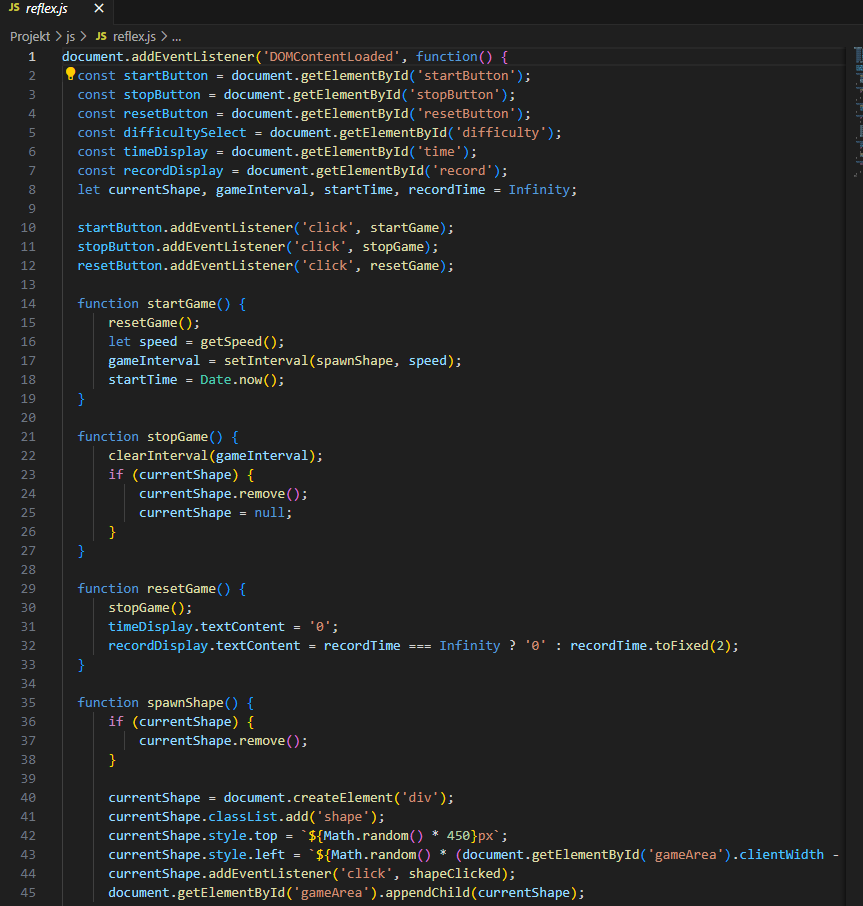 JS reflex.js ×
Projekt > js > JS reflex.js > ...
1 document.addEventListener('DOMContentLoaded', function() {
2 const startButton = document.getElementById('startButton');
3 const stopButton = document.getElementById('stopButton');
4 const resetButton = document.getElementById('resetButton');
5 const difficultySelect = document.getElementById('difficulty');
6 const timeDisplay = document.getElementById('time');
7 const recordDisplay = document.getElementById('record');
8 let currentShape, gameInterval, startTime, recordTime = Infinity;
9
10 startButton.addEventListener('click', startGame);
11 stopButton.addEventListener('click', stopGame);
12 resetButton.addEventListener('click', resetGame);
13
14 function startGame() {
15 resetGame();
16 let speed = getSpeed();
17 gameInterval = setInterval(spawnShape, speed);
18 startTime = Date.now();
19 }
20
21 function stopGame() {
22 clearInterval(gameInterval);
23 if (currentShape) {
24 currentShape.remove();
25 currentShape = null;
26 }
27 }
28
29 function resetGame() {
30 stopGame();
31 timeDisplay.textContent = '0';
32 recordDisplay.textContent = recordTime === Infinity ? '0' : recordTime.toFixed(2);
33 }
34
35 function spawnShape() {
36 if (currentShape) {
37 currentShape.remove();
38 }
39
40 currentShape = document.createElement('div');
41 currentShape.classList.add('shape');
42 currentShape.style.top = `${Math.random() * 450}px`;
43 currentShape.style.left = `${Math.random() * (document.getElementById('gameArea').clientWidth -
44 currentShape.addEventListener('click', shapeClicked);
45 document.getElementById('gameArea').appendChild(currentShape);